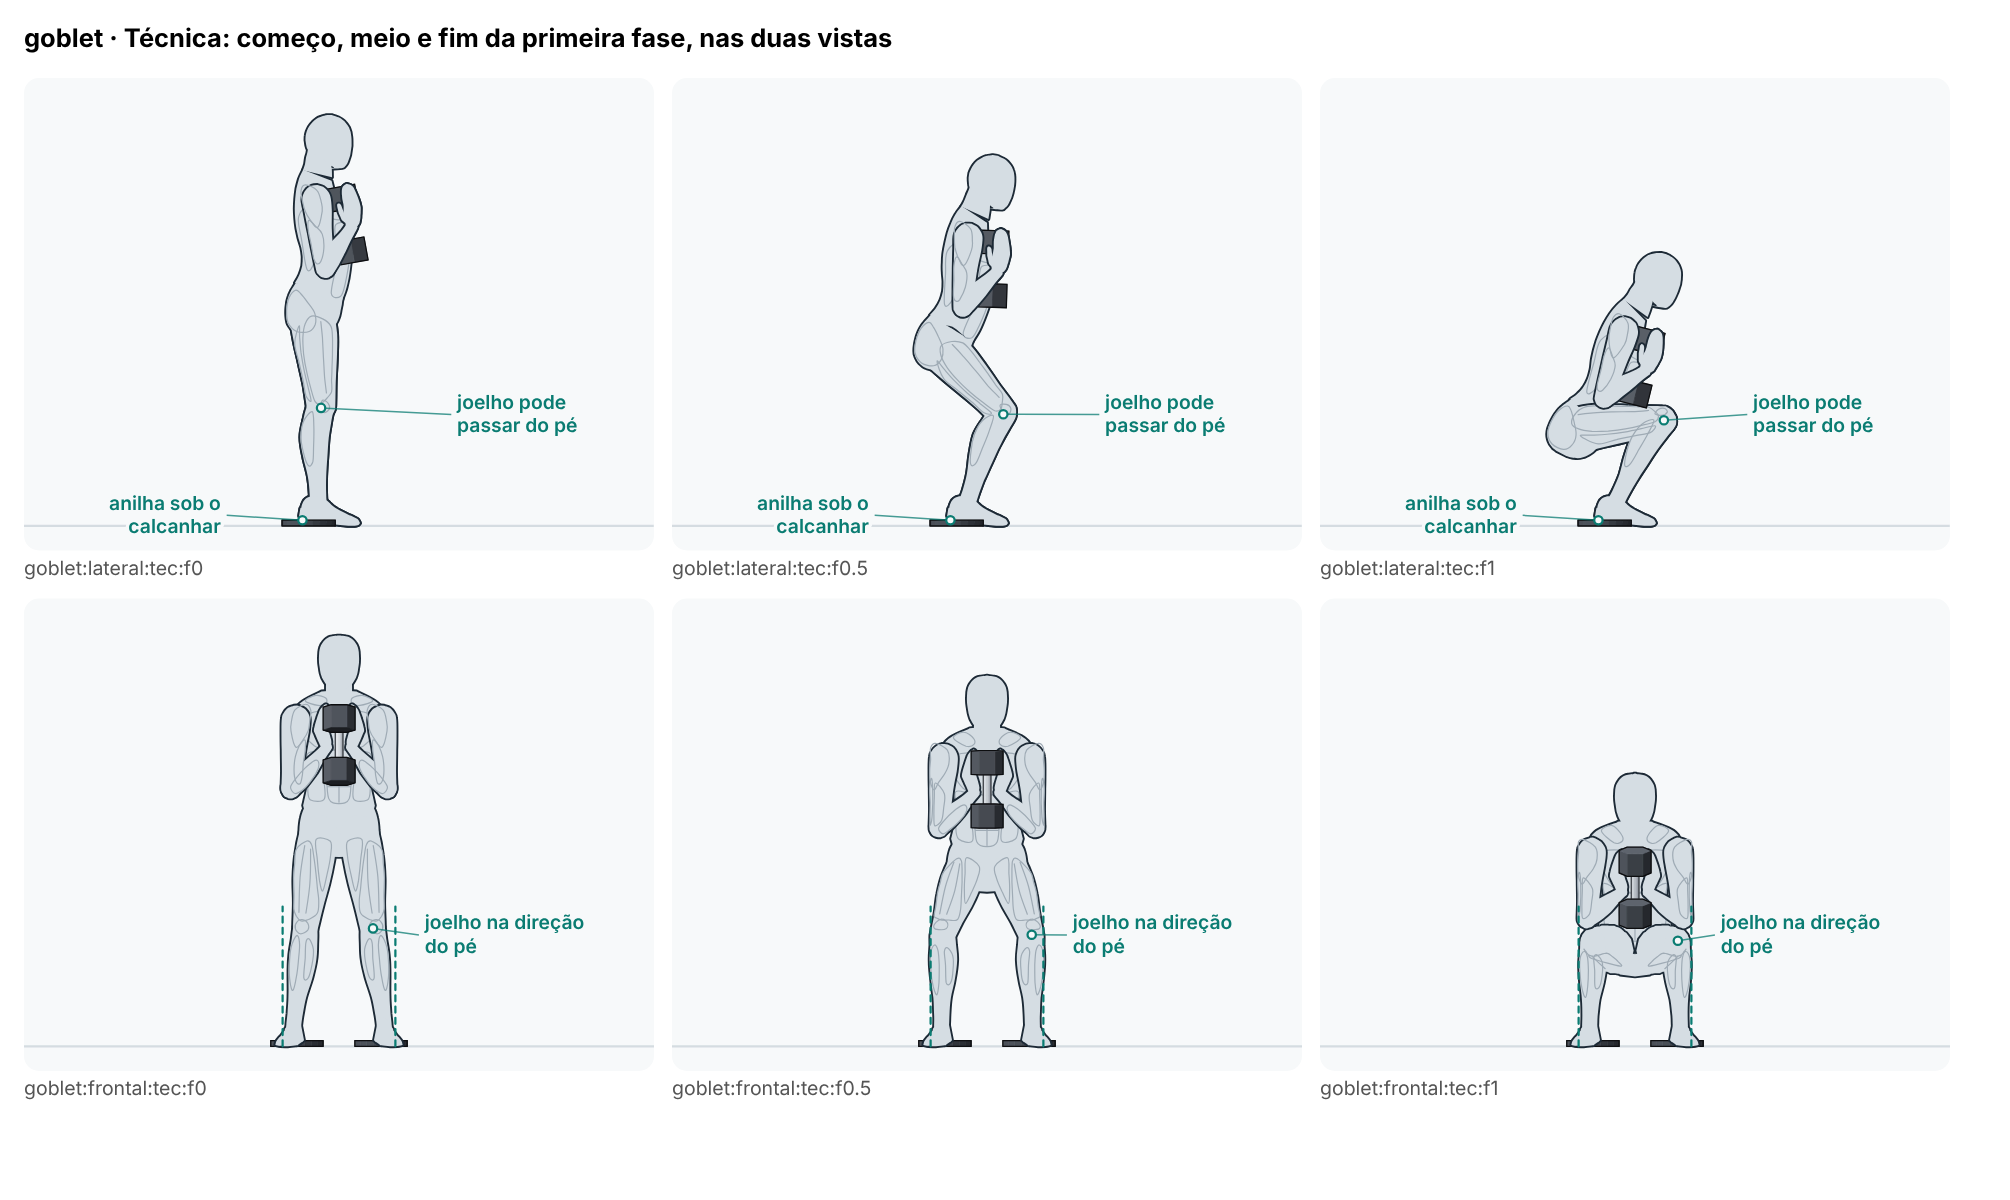 goblet · Técnica: começo, meio e fim da primeira fase, nas duas vistas
joelho pode
passar do pé
anilha sob o
calcanhar
goblet:lateral:tec:f0
joelho pode
passar do pé
anilha sob o
calcanhar
goblet:lateral:tec:f0.5
joelho pode
passar do pé
anilha sob o
calcanhar
goblet:lateral:tec:f1
joelho na direção
do pé
goblet:frontal:tec:f0
joelho na direção
do pé
goblet:frontal:tec:f0.5
joelho na direção
do pé
goblet:frontal:tec:f1